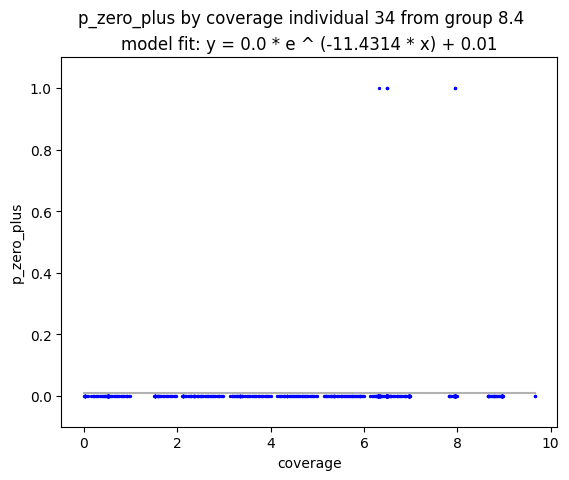 p_zero_plus by coverage individual 34 from group 8.4
model fit: y = 0.0 * e ^ (-11.4314 * x) + 0.01
1.0
0.8
0.6
0.4
0.2
0.0
p_zero_plus
0 2 4 6 8 10
coverage